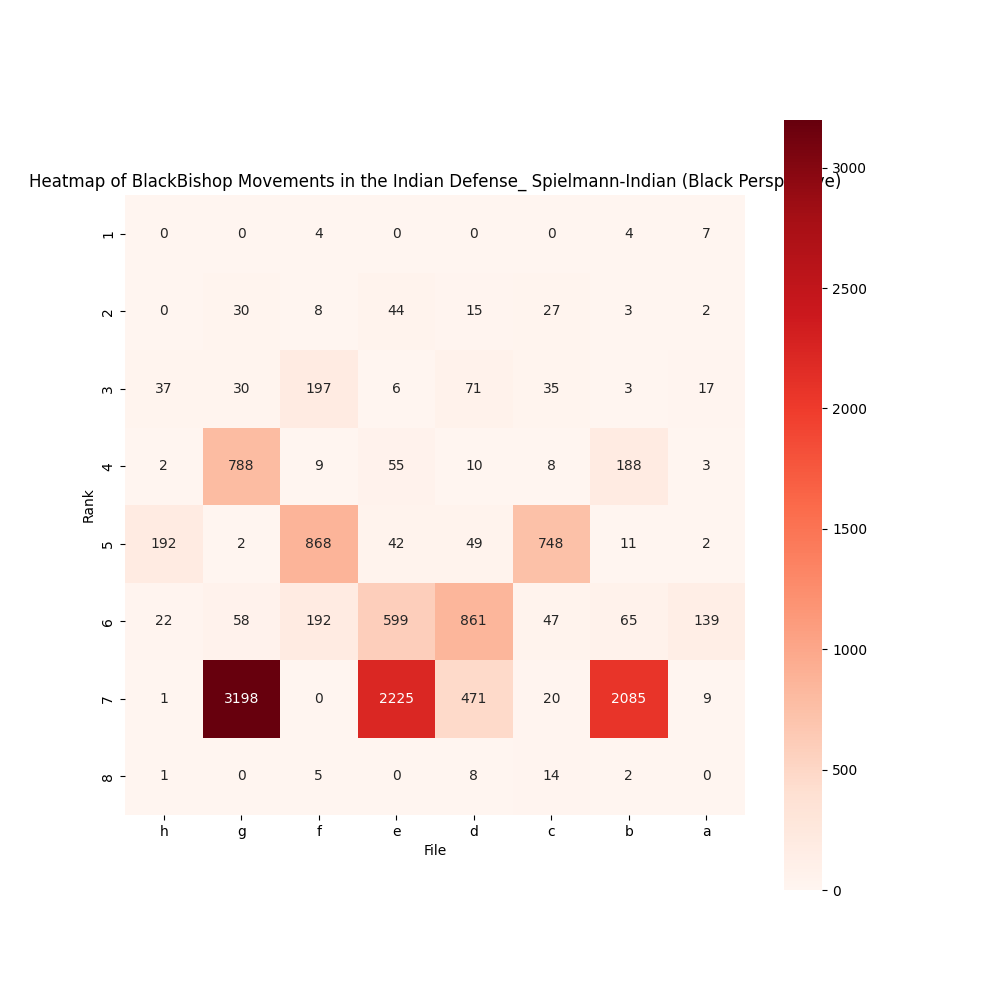 Heatmap of BlackBishop Movements in the Indian Defense_ Spielmann-Indian (Black Persp ve)
3000
1 0 0 4 0 0 0 4 7
2500
2 0 30 8 44 15 27 3 2
3 37 30 197 6 71 35 3 17
2000
4 2 788 9 55 10 8 188 3
Rank
1500
5 192 2 868 42 49 748 11 2
6 22 58 192 599 861 47 65 139
1000
7 1 3198 0 2225 471 20 2085 9
500
8 1 0 5 0 8 14 2 0
h g f e d c b a
File
0